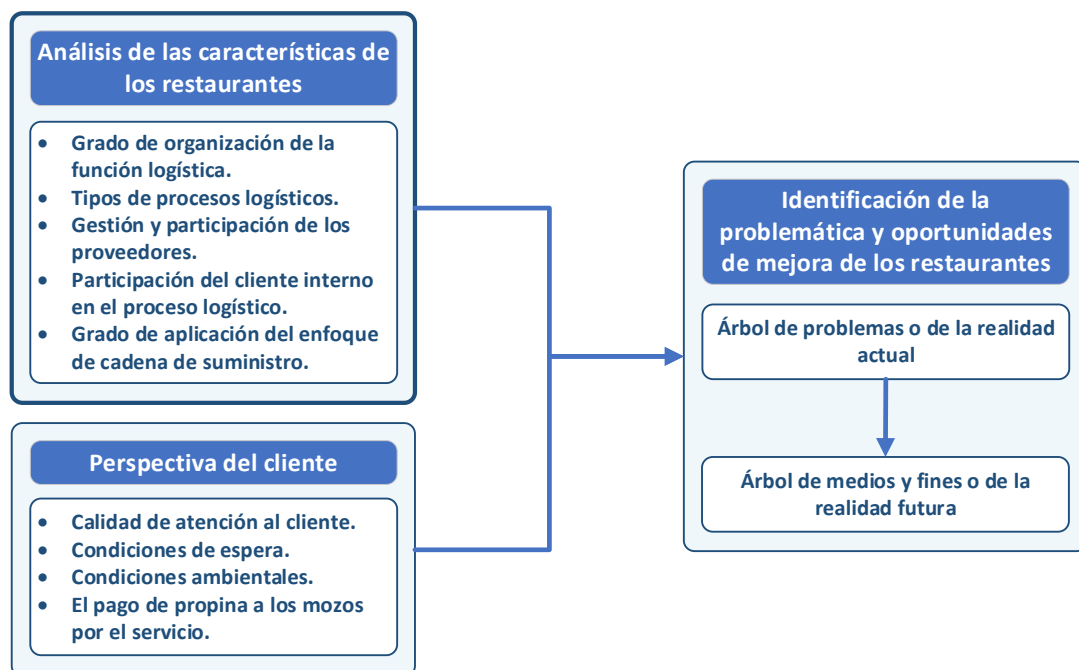 Análisis de las características de
los restaurantes
• Grado de organización de la
función logística.
• Tipos de procesos logísticos.
• Gestión y participación de los
proveedores.
• Participación del cliente interno
en el proceso logístico.
• Grado de aplicación del enfoque
de cadena de suministro.
Perspectiva del cliente
• Calidad de atención al cliente.
• Condiciones de espera.
• Condiciones ambientales.
• El pago de propina a los mozos
por el servicio.
Identificación de la
problemática y oportunidades
de mejora de los restaurantes
Árbol de problemas o de la realidad
actual
Árbol de medios y fines o de la
realidad futura